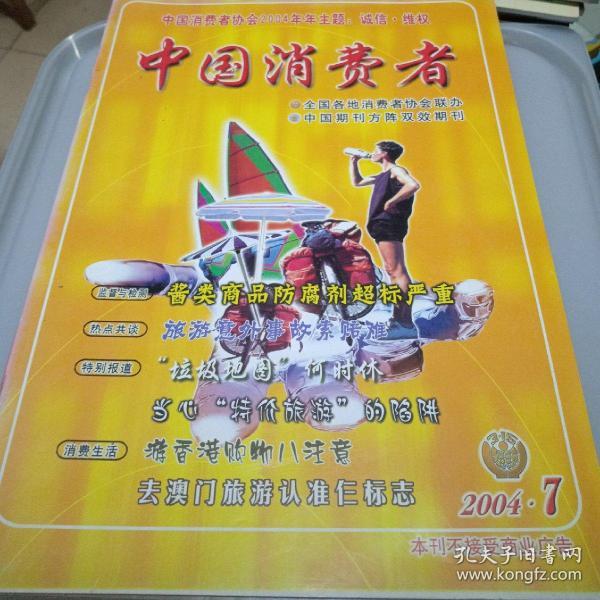 中国消费者协会2004年年主题：诚信·维权
中国消费者
全国各地消费者协会联办
中国期刊方阵双效期刊
监督与检测 酱类商品防腐剂超标严重
热点共谈 旅游意外事故索赔难
特别报道 “垃圾地图”何时休
当心“特价旅游”的陷阱
消费生活 游香港购物八注意
去澳门旅游认准仨标志
315
2004·7
本刊不接受商业广告
孔夫子旧书网
www.kongfz.com